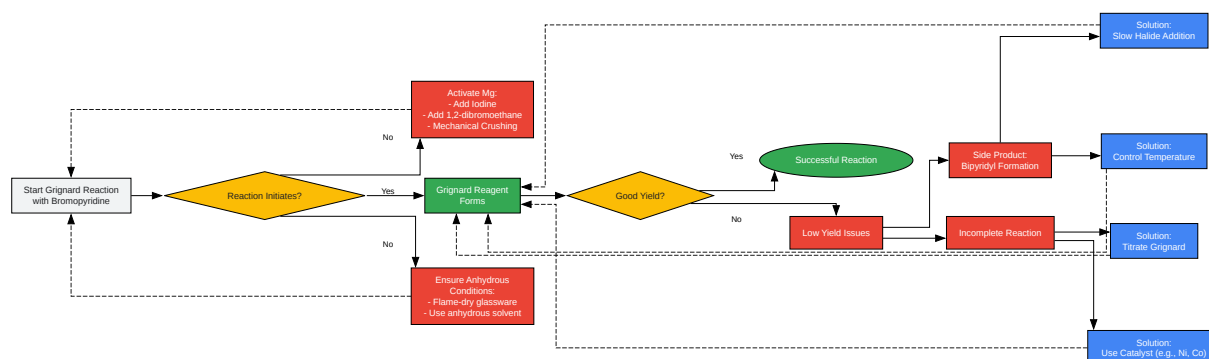 Solution:
Slow Halide Addition
Activate Mg:
- Add Iodine
- Add 1,2-dibromoethane
- Mechanical Crushing
No
Yes
Successful Reaction
Side Product:
Bipyridyl Formation
Solution:
Control Temperature
Start Grignard Reaction
with Bromopyridine
Reaction Initiates?
Yes
Grignard Reagent
Forms
Good Yield?
No
Low Yield Issues
Incomplete Reaction
Solution:
Titrate Grignard
No
Ensure Anhydrous
Conditions:
- Flame-dry glassware
- Use anhydrous solvent
Solution:
Use Catalyst (e.g., Ni, Co)